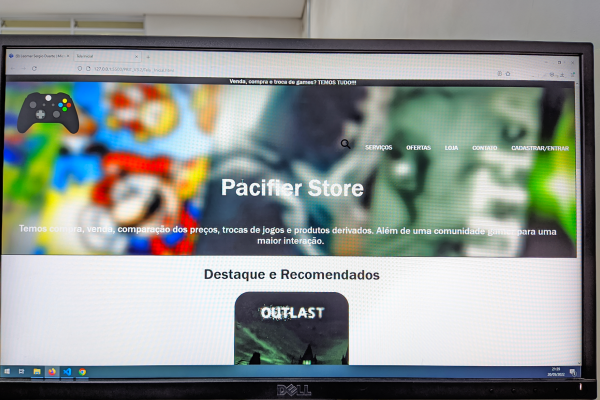 Venda, compra e troca de games? TEMOS TUDO!!!
SERVIÇOS OFERTAS LOJA CONTATO CADASTRAR/ENTRAR
Pacifier Store
Temos compra, venda, comparação dos preços, trocas de jogos e produtos derivados. Além de uma comunidade gamer para uma
maior interação.
Destaque e Recomendados
OUTLAST
DELL